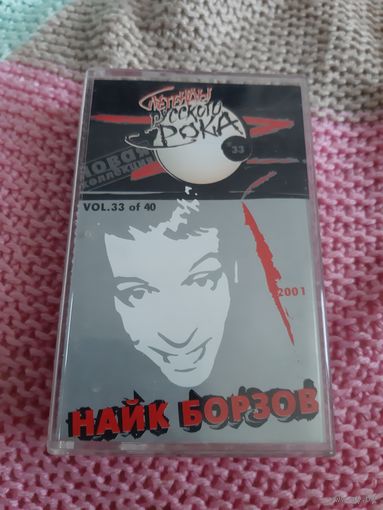 Легенды
русского
рока
33
новая
коллекция
VOL.33 of 40
2001
НАЙК БОРЗОВ